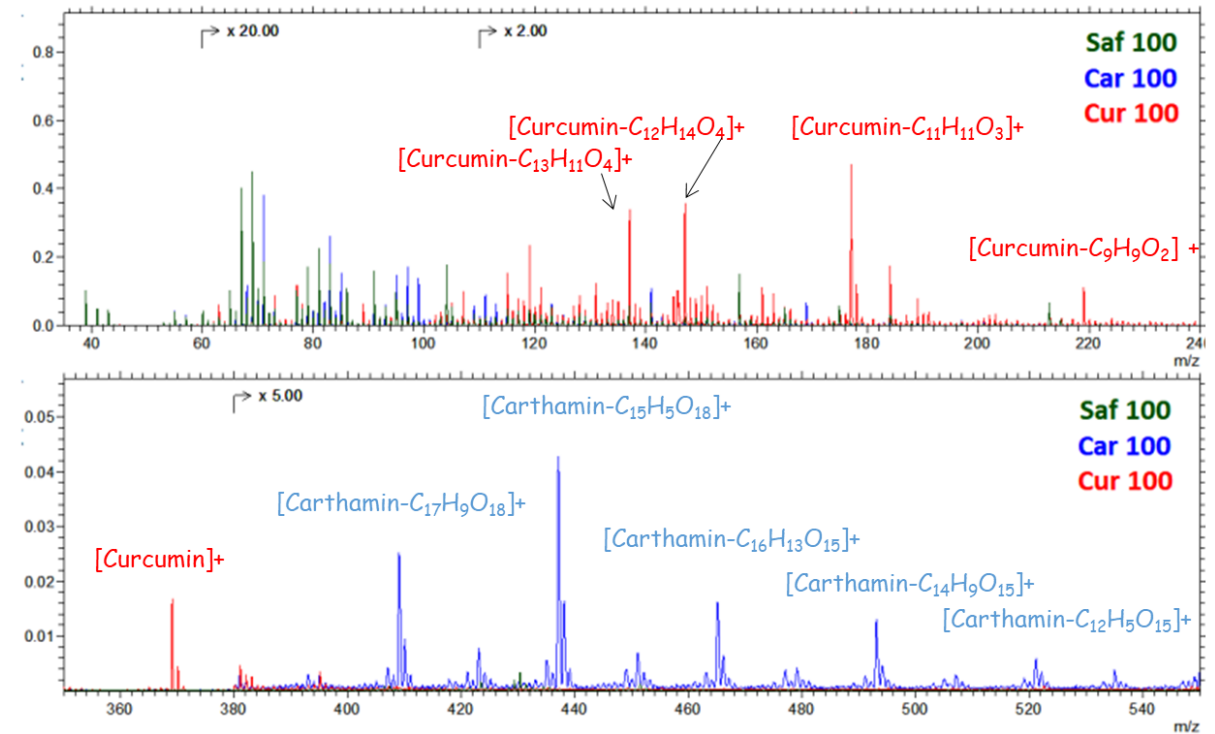 x 20.00
x 2.00
Saf 100
Car 100
Cur 100
[Curcumin-C₁₂H₁₄O₄]+
[Curcumin-C₁₁H₁₁O₃]+
[Curcumin-C₁₃H₁₁O₄]+
[Curcumin-C₉H₉O₂] +
0.8
0.6
0.4
0.2
0.0
40 60 80 100 120 140 160 180 200 220 240
m/z
x 5.00
[Carthamin-C₁₅H₅O₁₈]+
Saf 100
Car 100
Cur 100
[Carthamin-C₁₇H₉O₁₈]+
[Carthamin-C₁₆H₁₃O₁₅]+
[Curcumin]+
[Carthamin-C₁₄H₉O₁₅]+
[Carthamin-C₁₂H₅O₁₅]+
0.05
0.04
0.03
0.02
0.01
360 380 400 420 440 460 480 500 520 540
m/z